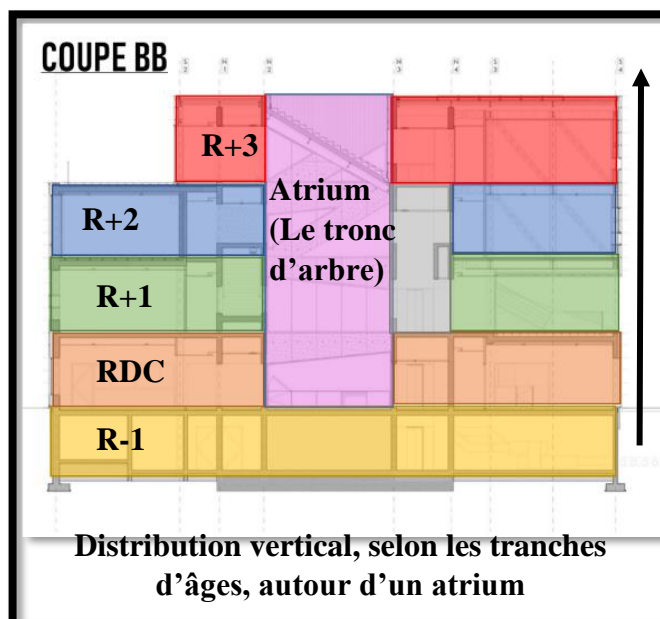 COUPE BB
R+3
Atrium
(Le tronc
d’arbre)
R+2
R+1
RDC
R-1
Distribution vertical, selon les tranches
d’âges, autour d’un atrium